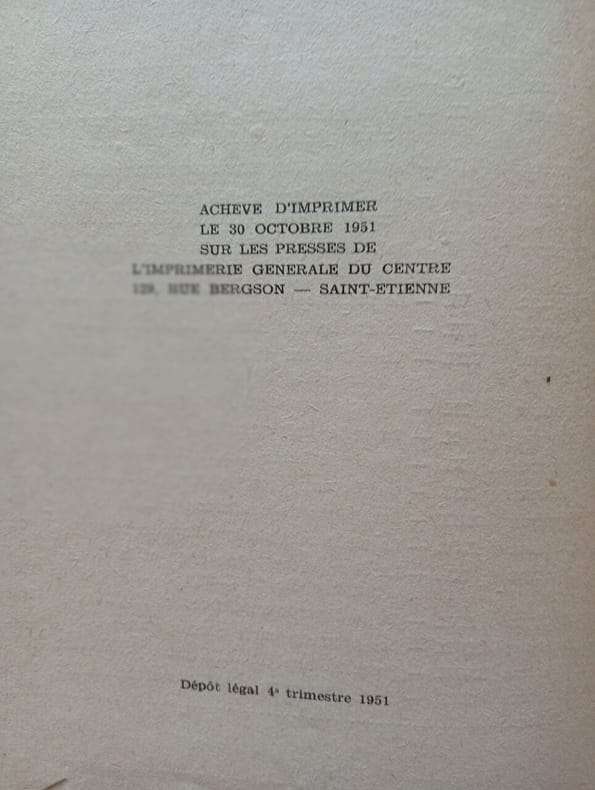 ACHEVE D'IMPRIMER
LE 30 OCTOBRE 1951
SUR LES PRESSES DE
L'IMPRIMERIE GENERALE DU CENTRE
RUE BERGSON — SAINT-ETIENNE
Dépôt légal 4ᵉ trimestre 1951